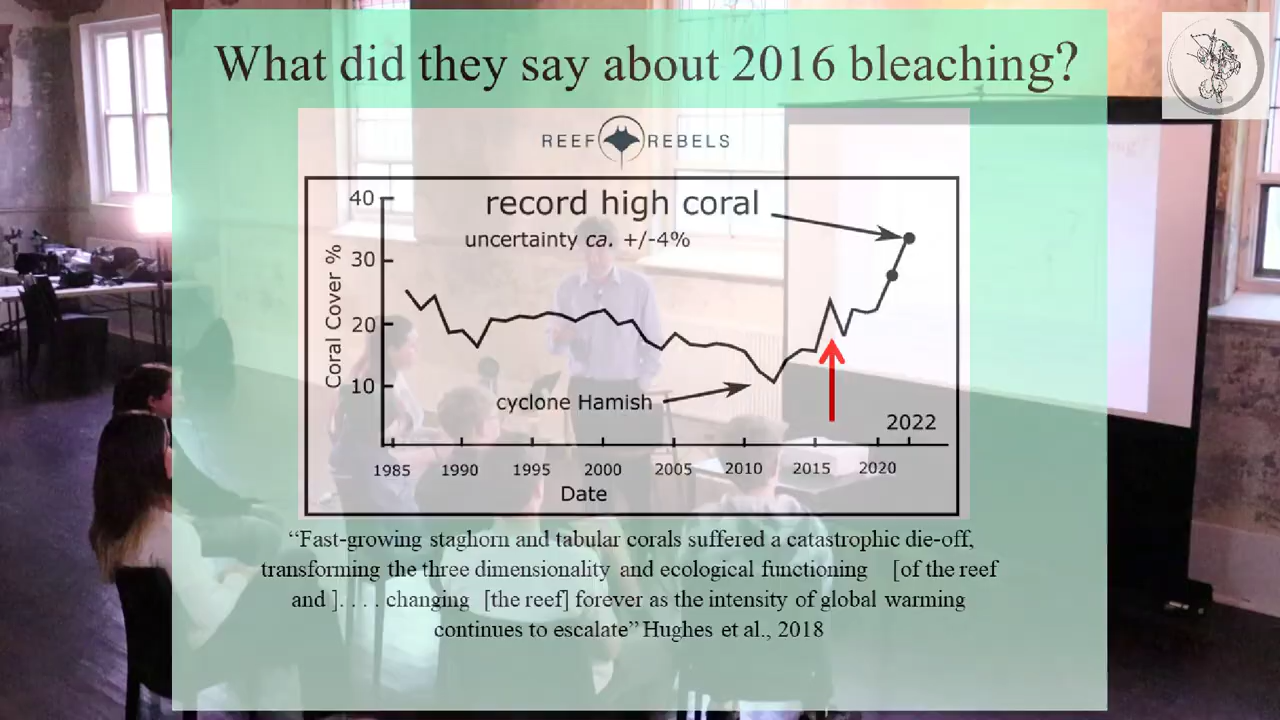 What did they say about 2016 bleaching?
REEF REBELS
40
record high coral
uncertainty ca. +/-4%
30
Coral Cover %
20
10
cyclone Hamish
2022
1985 1990 1995 2000 2005 2010 2015 2020
Date
“Fast-growing staghorn and tabular corals suffered a catastrophic die-off,
transforming the three dimensionality and ecological functioning [of the reef
and ]. . . . changing [the reef] forever as the intensity of global warming
continues to escalate” Hughes et al., 2018